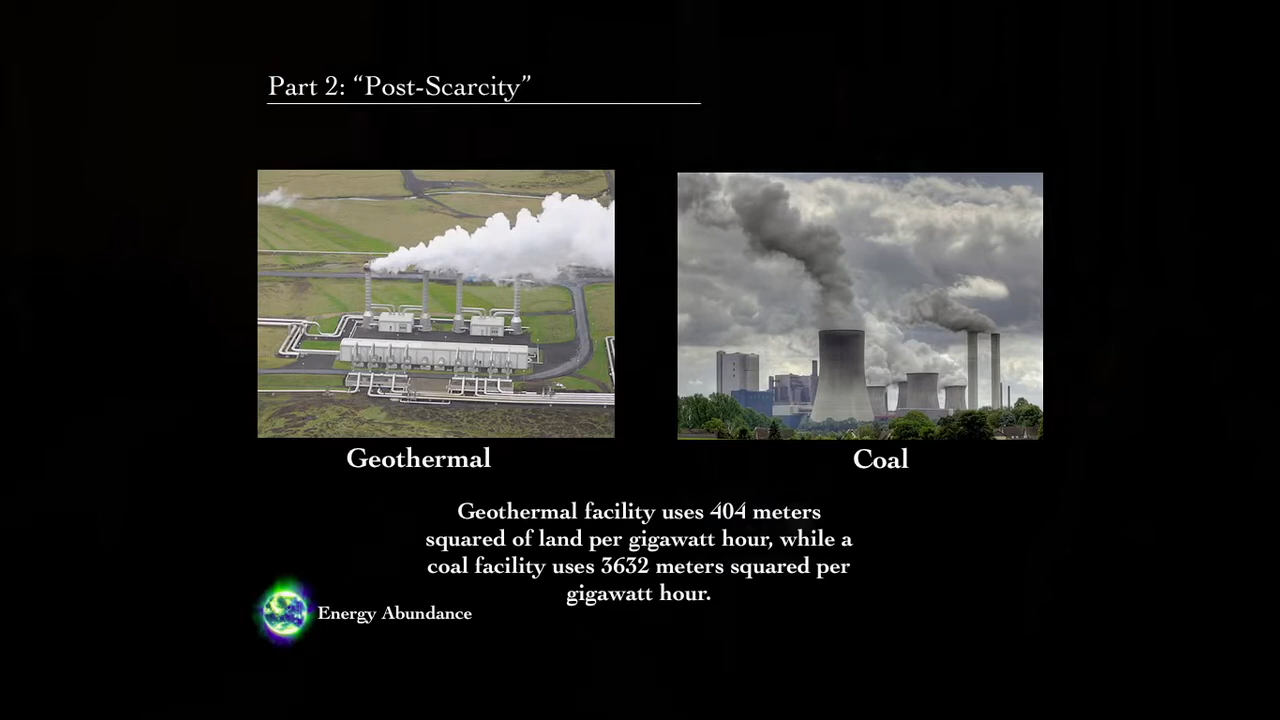 Part 2: “Post-Scarcity”
Geothermal
Coal
Geothermal facility uses 404 meters
squared of land per gigawatt hour, while a
coal facility uses 3632 meters squared per
gigawatt hour.
Energy Abundance